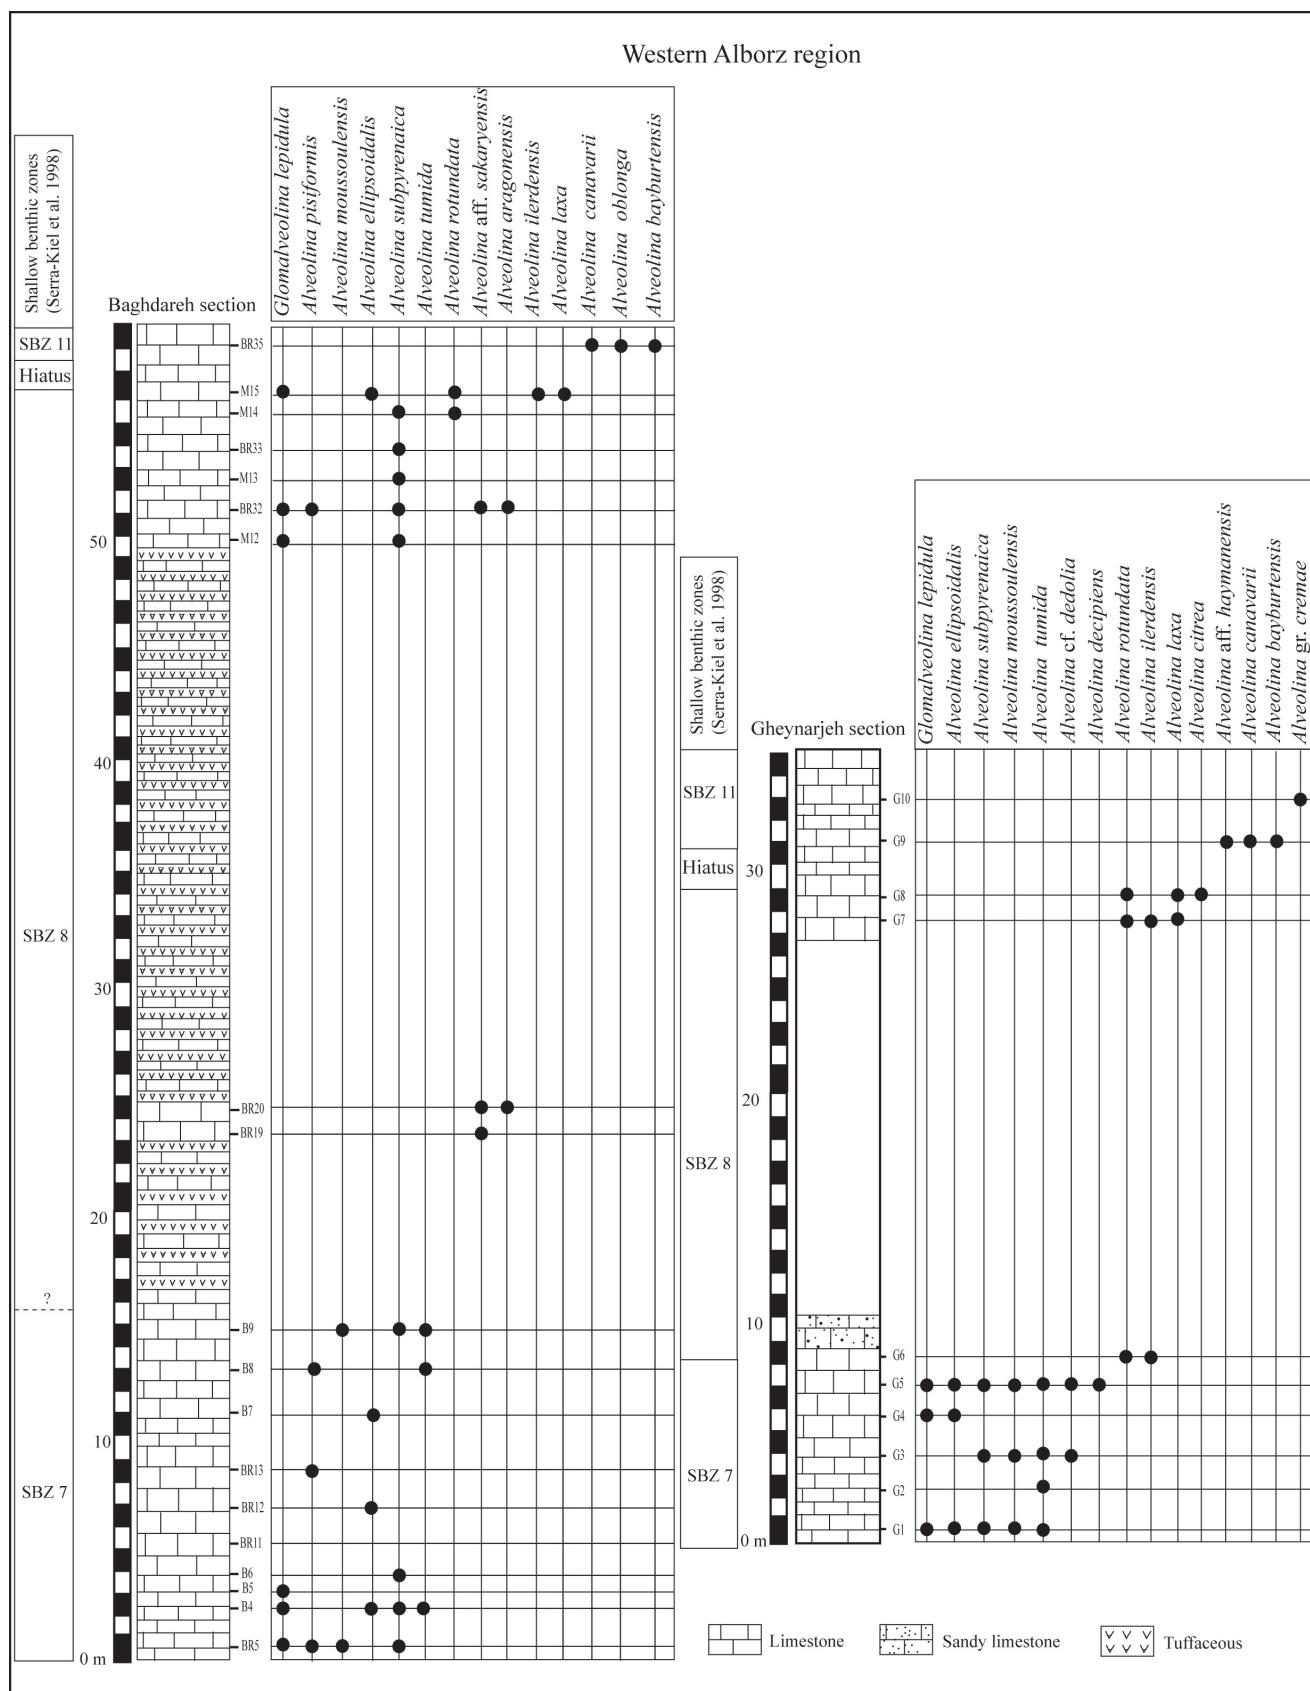 Western Alborz region
Shallow benthic zones
(Serra-Kiel et al. 1998)
Baghdareh section
Glomalveolina lepidula
Alveolina pisiformis
Alveolina moussoulensis
Alveolina ellipsoidalis
Alveolina subpyrenaica
Alveolina tumida
Alveolina rotundata
Alveolina aff. sakaryensis
Alveolina aragonensis
Alveolina ilerdensis
Alveolina laxa
Alveolina canavarii
Alveolina oblonga
Alveolina bayburtensis
SBZ 11
Hiatus
SBZ 8
?
SBZ 7
50
40
30
20
10
0 m
BR35
M15
M14
BR33
M13
BR32
M12
BR20
BR19
B9
B8
B7
BR13
BR12
BR11
B6
B5
B4
BR5
Shallow benthic zones
(Serra-Kiel et al. 1998)
Gheynarjeh section
Glomalveolina lepidula
Alveolina ellipsoidalis
Alveolina subpyrenaica
Alveolina moussoulensis
Alveolina tumida
Alveolina cf. dedolia
Alveolina decipiens
Alveolina rotundata
Alveolina ilerdensis
Alveolina laxa
Alveolina citrea
Alveolina aff. haymanensis
Alveolina canavarii
Alveolina bayburtensis
Alveolina gr. cremae
SBZ 11
Hiatus
SBZ 8
SBZ 7
30
20
10
0 m
G10
G9
G8
G7
G6
G5
G4
G3
G2
G1
Limestone
Sandy limestone
Tuffaceous